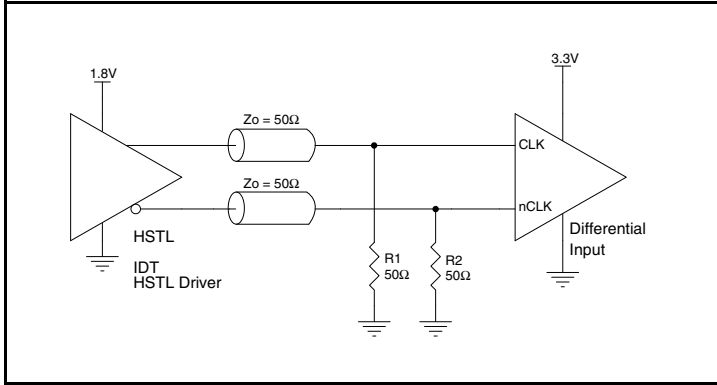 3.3V
1.8V
Zo = 50Ω
CLK
Zo = 50Ω
nCLK
HSTL
Differential
Input
IDT
HSTL Driver
R1
50Ω
R2
50Ω